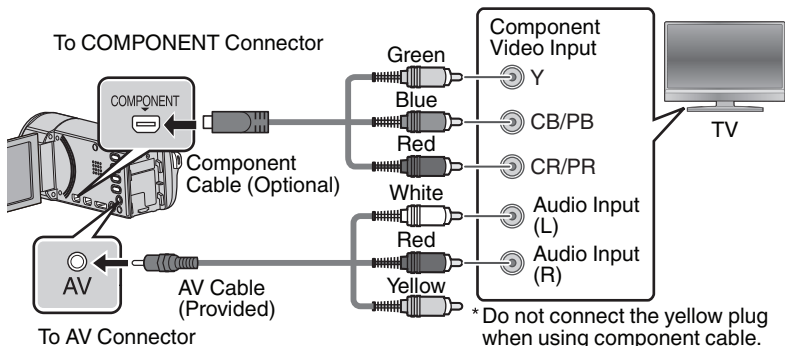 To COMPONENT Connector
COMPONENT
Component
Cable (Optional)
Green
Blue
Red
Component
Video Input
Y
CB/PB
CR/PR
TV
White
Red
Yellow
Audio Input
(L)
Audio Input
(R)
AV
AV Cable
(Provided)
To AV Connector
* Do not connect the yellow plug
when using component cable.